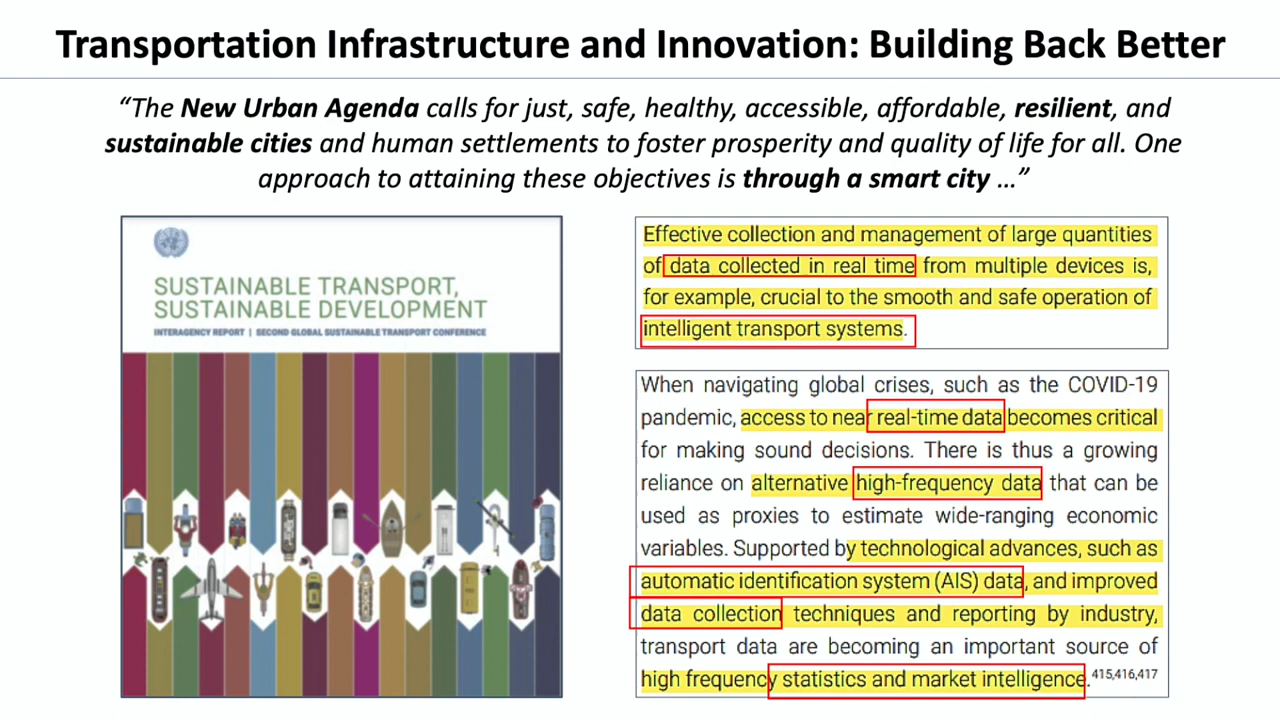 Transportation Infrastructure and Innovation: Building Back Better
“The New Urban Agenda calls for just, safe, healthy, accessible, affordable, resilient, and
sustainable cities and human settlements to foster prosperity and quality of life for all. One
approach to attaining these objectives is through a smart city …”
SUSTAINABLE TRANSPORT,
SUSTAINABLE DEVELOPMENT
INTERAGENCY REPORT | SECOND GLOBAL SUSTAINABLE TRANSPORT CONFERENCE
Effective collection and management of large quantities
of data collected in real time from multiple devices is,
for example, crucial to the smooth and safe operation of
intelligent transport systems.
When navigating global crises, such as the COVID-19
pandemic, access to near real-time data becomes critical
for making sound decisions. There is thus a growing
reliance on alternative high-frequency data that can be
used as proxies to estimate wide-ranging economic
variables. Supported by technological advances, such as
automatic identification system (AIS) data, and improved
data collection techniques and reporting by industry,
transport data are becoming an important source of
high frequency statistics and market intelligence.415,416,417